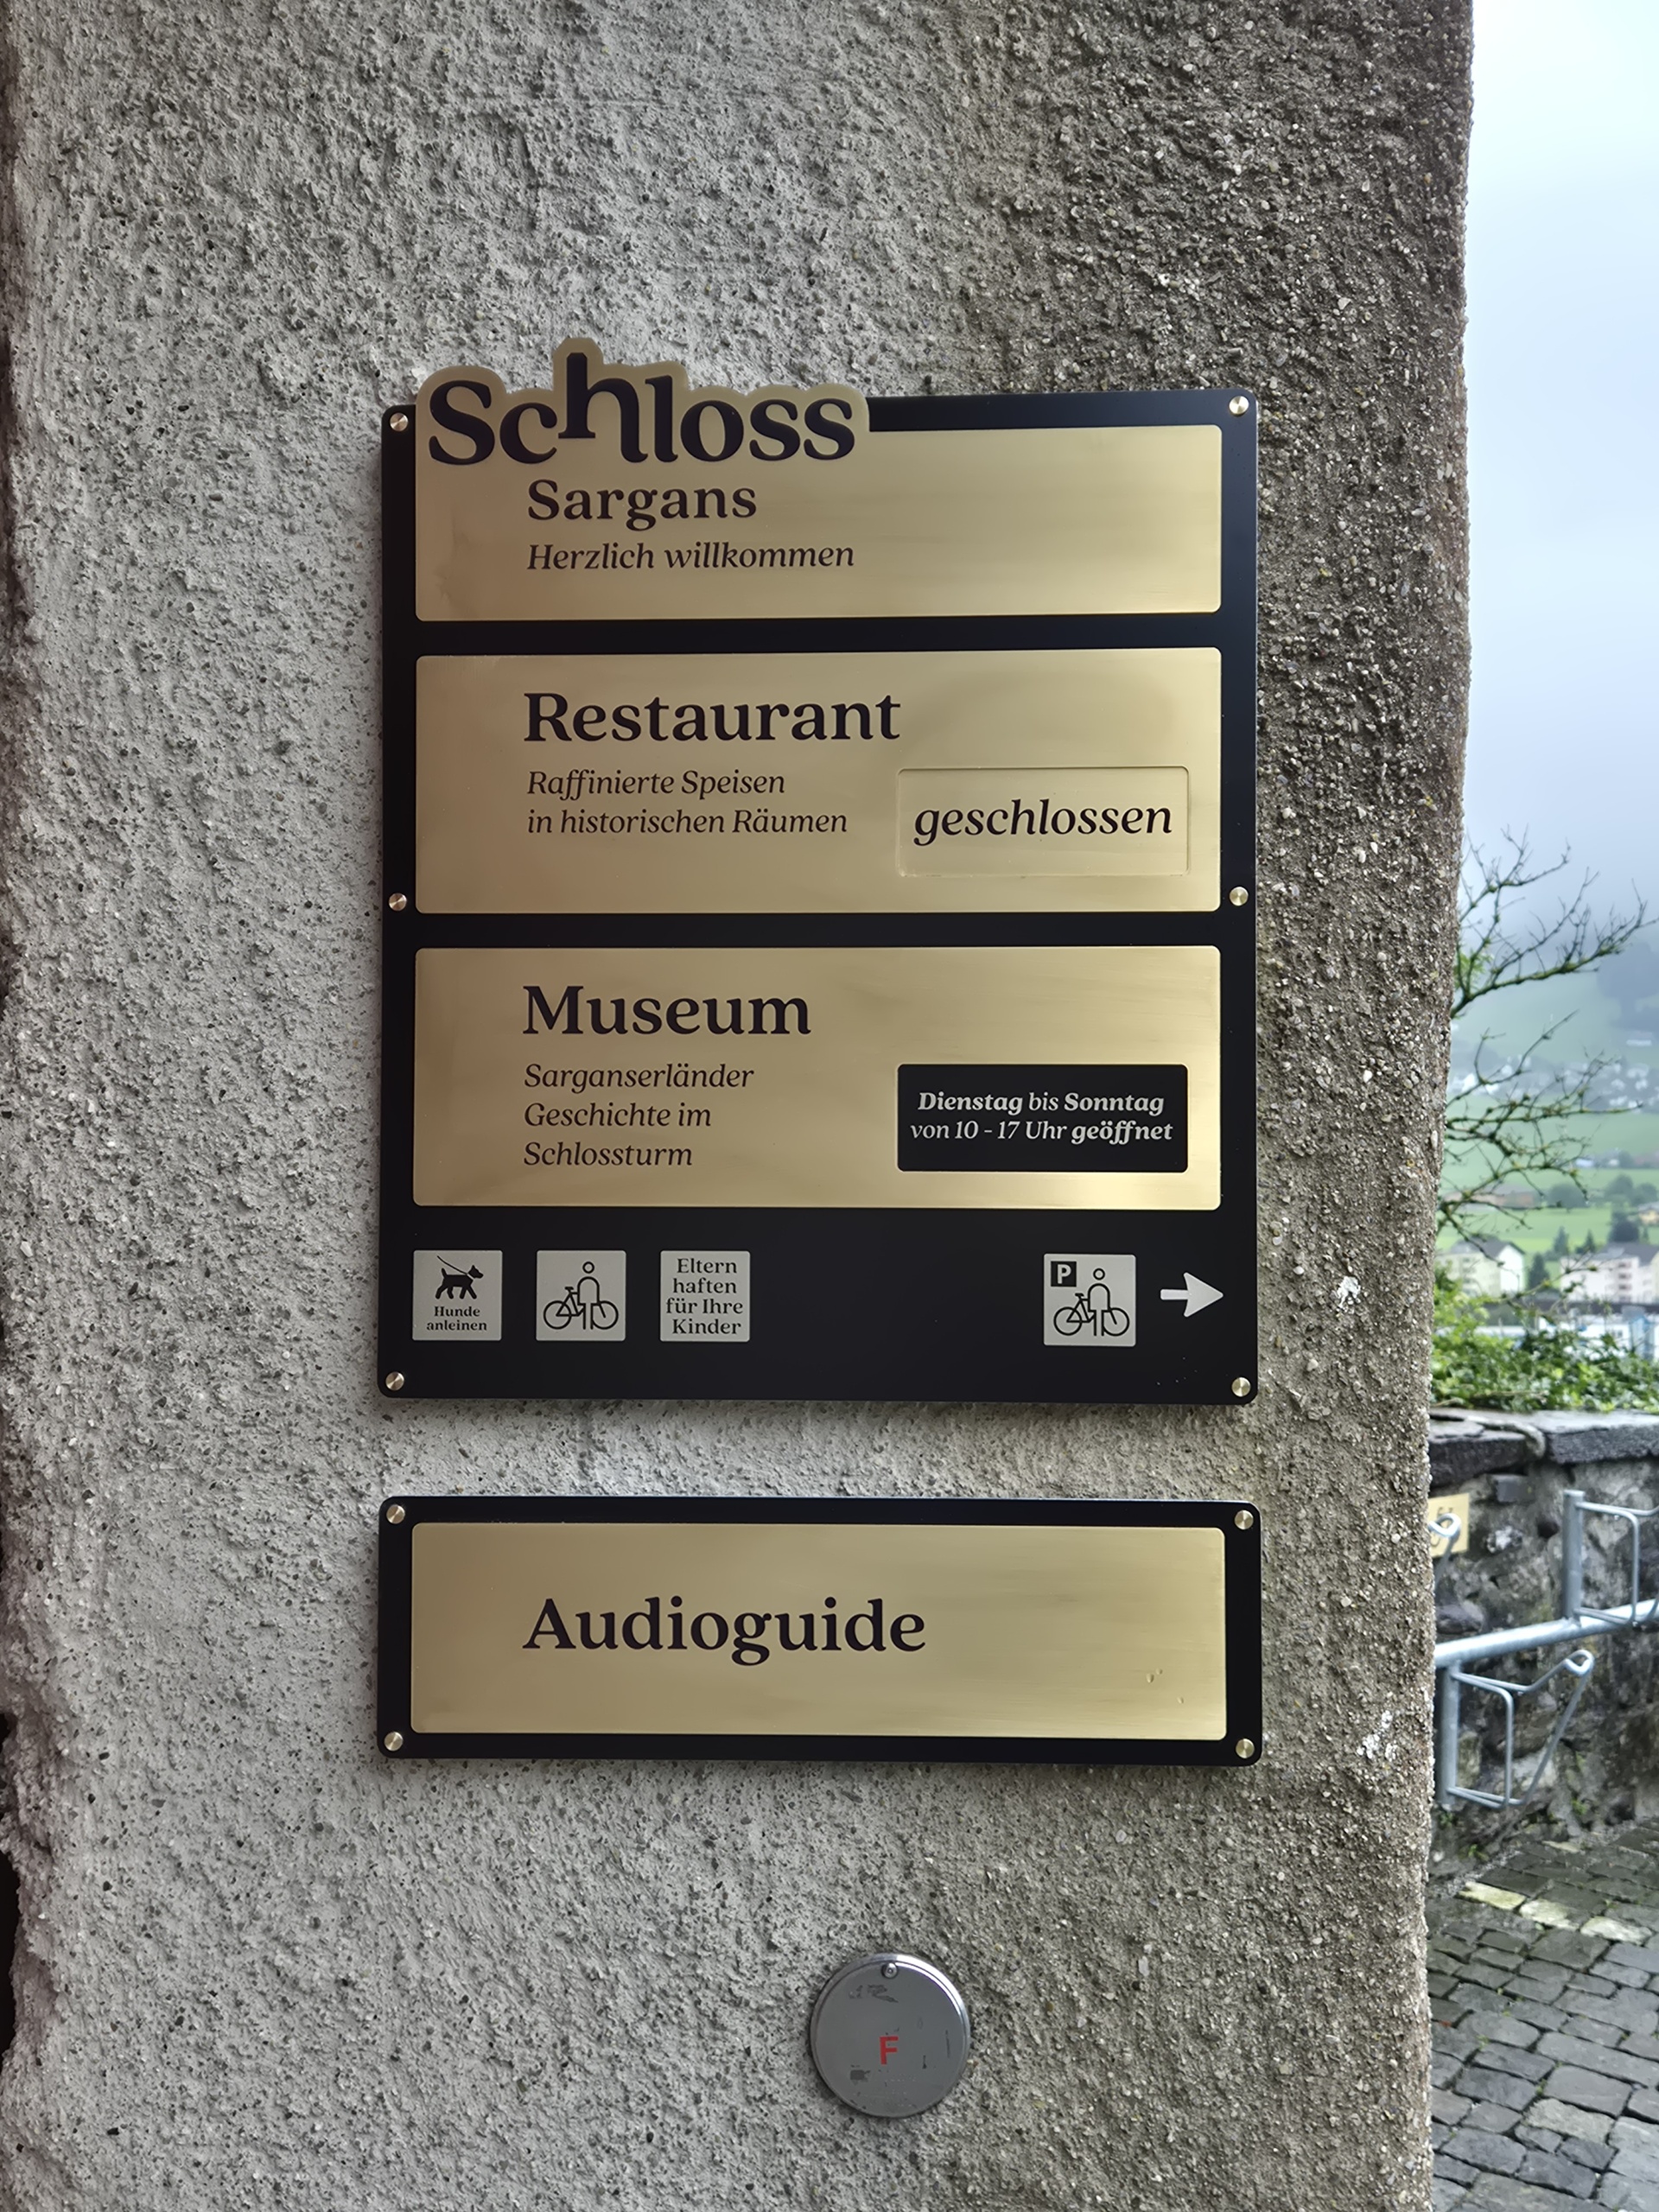 Schloss
Sargans
Herzlich willkommen
Restaurant
Raffinierte Speisen
in historischen Räumen
geschlossen
Museum
Sarganserländer
Geschichte im
Schlossturm
Dienstag bis Sonntag
von 10 - 17 Uhr geöffnet
Hunde
anleinen
Eltern
haften
für Ihre
Kinder
P
Audioguide
F